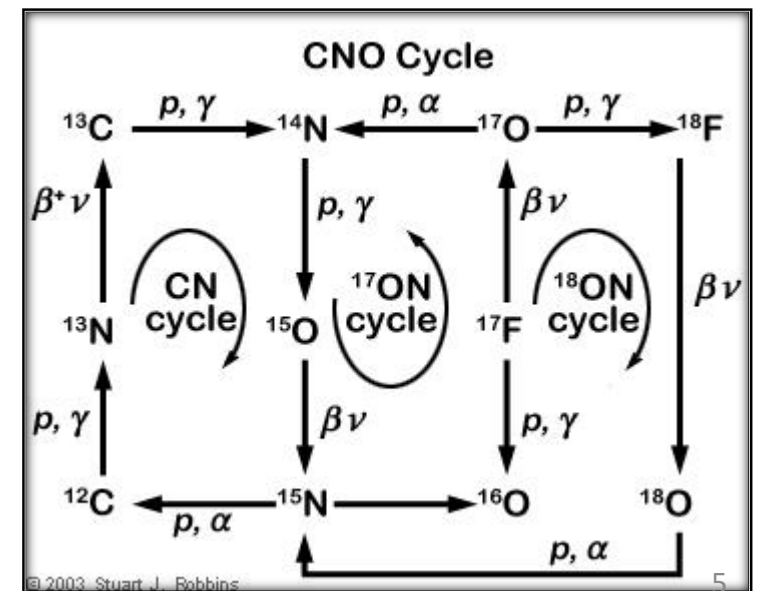 CNO Cycle
¹³C p, γ ¹⁴N p, α ¹⁷O p, γ ¹⁸F
β⁺ν p, γ βν βν
CN cycle ¹⁷ON cycle ¹⁸ON cycle
¹³N ¹⁵O ¹⁷F
p, γ βν p, γ
¹²C p, α ¹⁵N ¹⁶O ¹⁸O
p, α
© 2003 Stuart J. Robbins 5